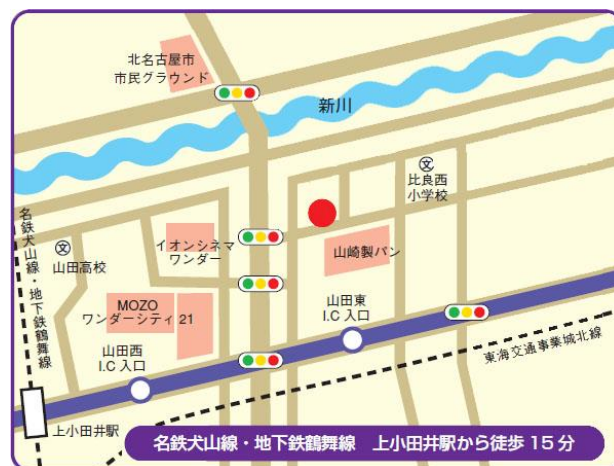 北名古屋市
市民グラウンド
新川
文
比良西
小学校
名鉄犬山線・地下鉄鶴舞線
文
山田高校
イオンシネマ
ワンダー
山崎製パン
MOZO
ワンダーシティ21
山田東
I.C 入口
山田西
I.C 入口
東海交通事業城北線
上小田井駅
名鉄犬山線・地下鉄鶴舞線 上小田井駅から徒歩 15 分